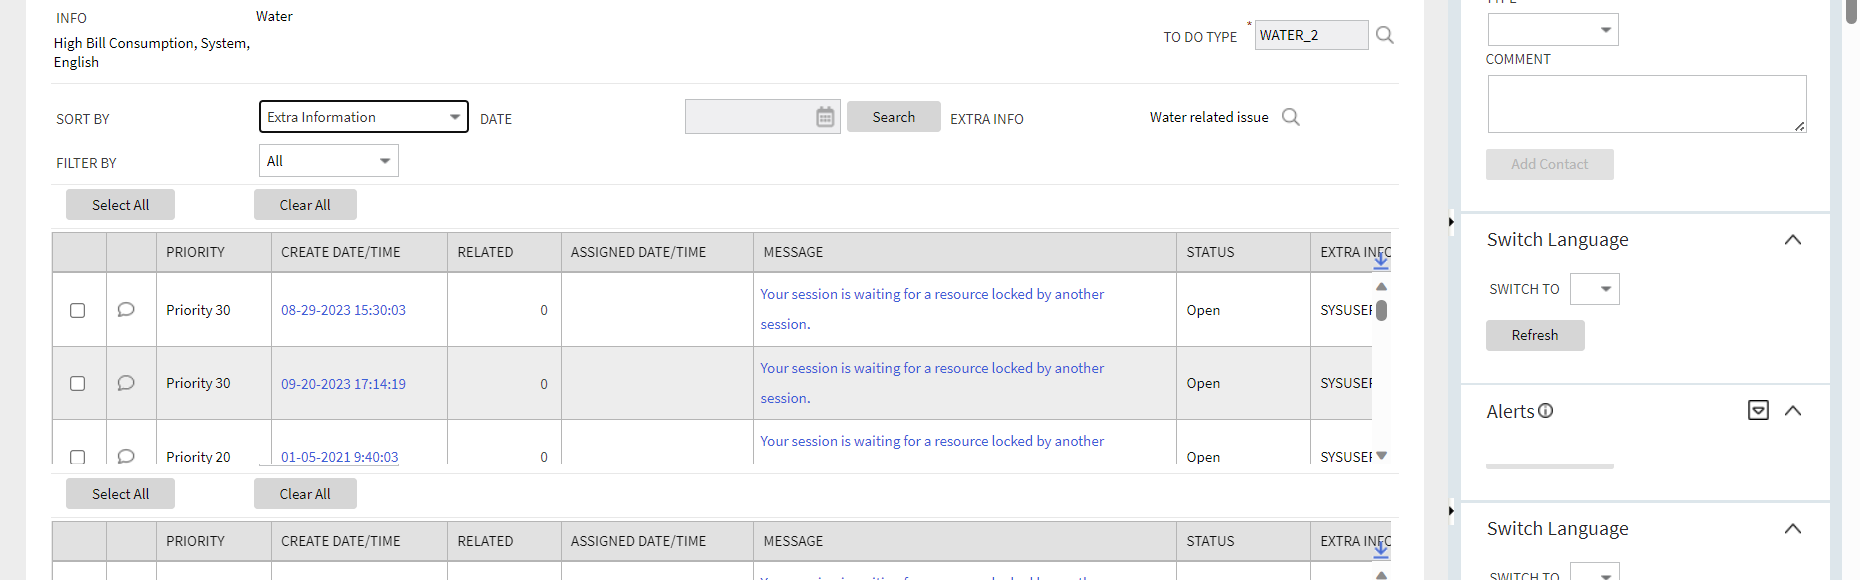 INFO
Water
High Bill Consumption, System,
English
TO DO TYPE * WATER_2
SORT BY Extra Information DATE Search EXTRA INFO Water related issue
FILTER BY All
Select All Clear All
PRIORITY CREATE DATE/TIME RELATED ASSIGNED DATE/TIME MESSAGE STATUS EXTRA INFO
Priority 30 08-29-2023 15:30:03 0 Your session is waiting for a resource locked by another Open
session.
Priority 30 09-20-2023 17:14:19 0 Your session is waiting for a resource locked by another Open
session.
Priority 20 01-05-2021 9:40:03 0 Your session is waiting for a resource locked by another Open
Select All Clear All
PRIORITY CREATE DATE/TIME RELATED ASSIGNED DATE/TIME MESSAGE STATUS EXTRA INFO
COMMENT
Add Contact
Switch Language
SWITCH TO
Refresh
Alerts
Switch Language
SWITCH TO